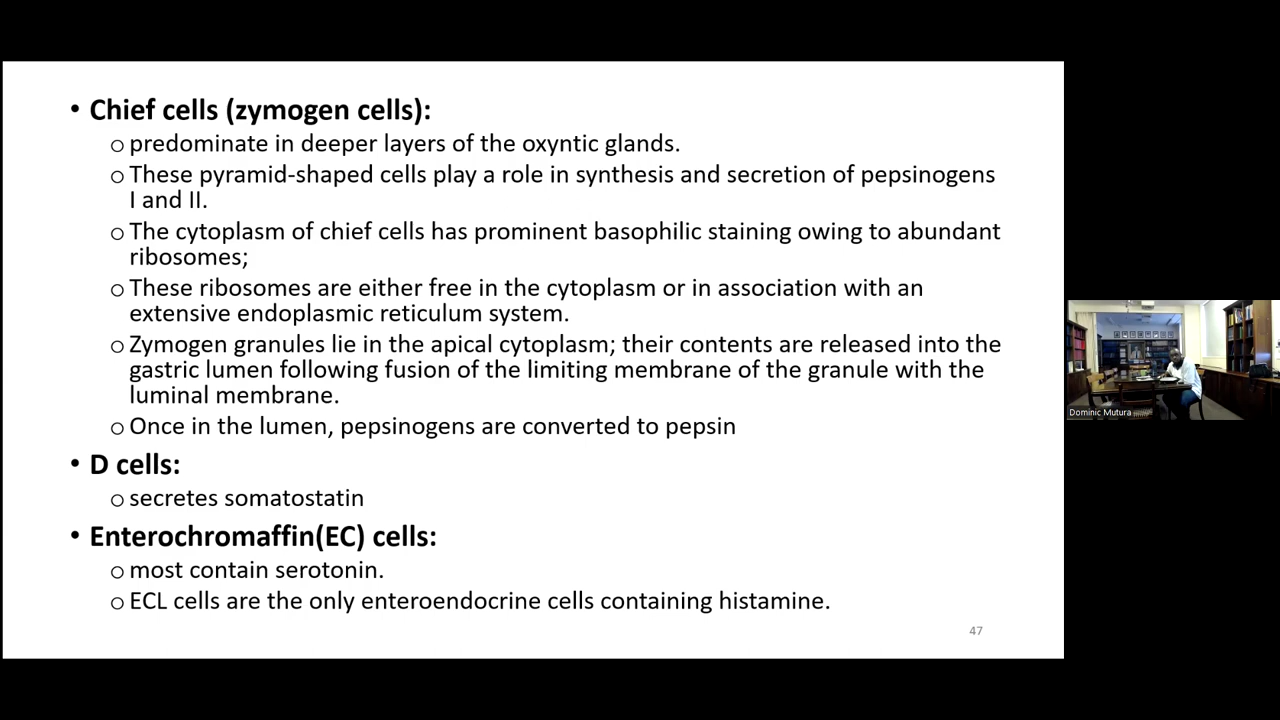 • Chief cells (zymogen cells):
o predominate in deeper layers of the oxyntic glands.
o These pyramid-shaped cells play a role in synthesis and secretion of pepsinogens
I and II.
o The cytoplasm of chief cells has prominent basophilic staining owing to abundant
ribosomes;
o These ribosomes are either free in the cytoplasm or in association with an
extensive endoplasmic reticulum system.
o Zymogen granules lie in the apical cytoplasm; their contents are released into the
gastric lumen following fusion of the limiting membrane of the granule with the
luminal membrane.
o Once in the lumen, pepsinogens are converted to pepsin
• D cells:
o secretes somatostatin
• Enterochromaffin(EC) cells:
o most contain serotonin.
o ECL cells are the only enteroendocrine cells containing histamine.
47
Dominic Mutura